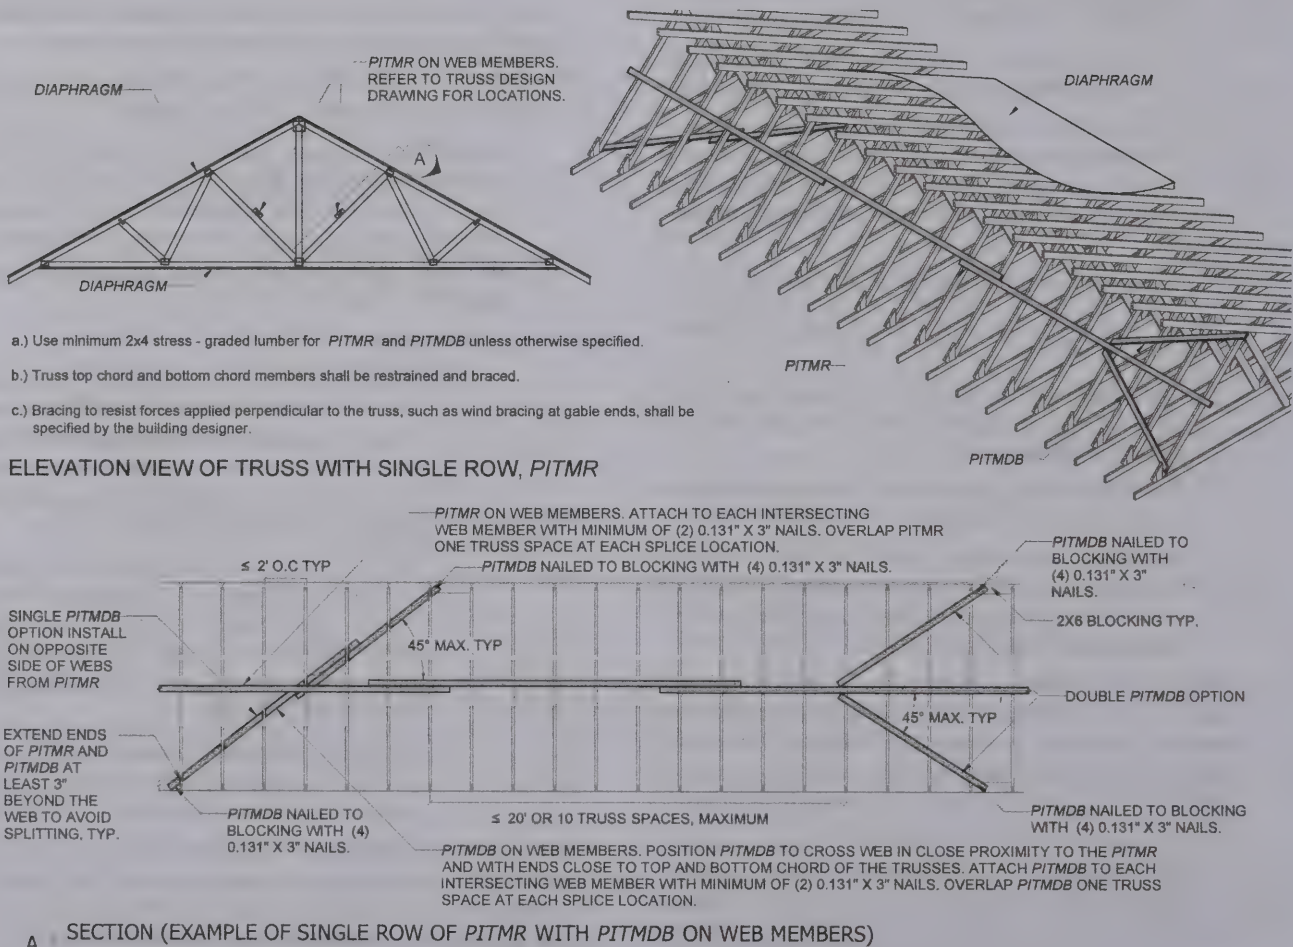 DIAPHRAGM
PITMR ON WEB MEMBERS.
REFER TO TRUSS DESIGN
DRAWING FOR LOCATIONS.
A
DIAPHRAGM
DIAPHRAGM
PITMR
PITMDB
a.) Use minimum 2x4 stress - graded lumber for PITMR and PITMDB unless otherwise specified.
b.) Truss top chord and bottom chord members shall be restrained and braced.
c.) Bracing to resist forces applied perpendicular to the truss, such as wind bracing at gable ends, shall be
specified by the building designer.
ELEVATION VIEW OF TRUSS WITH SINGLE ROW, PITMR
PITMR ON WEB MEMBERS. ATTACH TO EACH INTERSECTING
WEB MEMBER WITH MINIMUM OF (2) 0.131" X 3" NAILS. OVERLAP PITMR
ONE TRUSS SPACE AT EACH SPLICE LOCATION.
≤ 2' O.C TYP
PITMDB NAILED TO BLOCKING WITH (4) 0.131" X 3" NAILS.
PITMDB NAILED TO
BLOCKING WITH
(4) 0.131" X 3"
NAILS.
SINGLE PITMDB
OPTION INSTALL
ON OPPOSITE
SIDE OF WEBS
FROM PITMR
45° MAX. TYP
2X6 BLOCKING TYP.
DOUBLE PITMDB OPTION
45° MAX. TYP
EXTEND ENDS
OF PITMR AND
PITMDB AT
LEAST 3"
BEYOND THE
WEB TO AVOID
SPLITTING, TYP.
PITMDB NAILED TO
BLOCKING WITH (4)
0.131" X 3" NAILS.
≤ 20' OR 10 TRUSS SPACES, MAXIMUM
PITMDB NAILED TO BLOCKING
WITH (4) 0.131" X 3" NAILS.
PITMDB ON WEB MEMBERS. POSITION PITMDB TO CROSS WEB IN CLOSE PROXIMITY TO THE PITMR
AND WITH ENDS CLOSE TO TOP AND BOTTOM CHORD OF THE TRUSSES. ATTACH PITMDB TO EACH
INTERSECTING WEB MEMBER WITH MINIMUM OF (2) 0.131" X 3" NAILS. OVERLAP PITMDB ONE TRUSS
SPACE AT EACH SPLICE LOCATION.
A SECTION (EXAMPLE OF SINGLE ROW OF PITMR WITH PITMDB ON WEB MEMBERS)